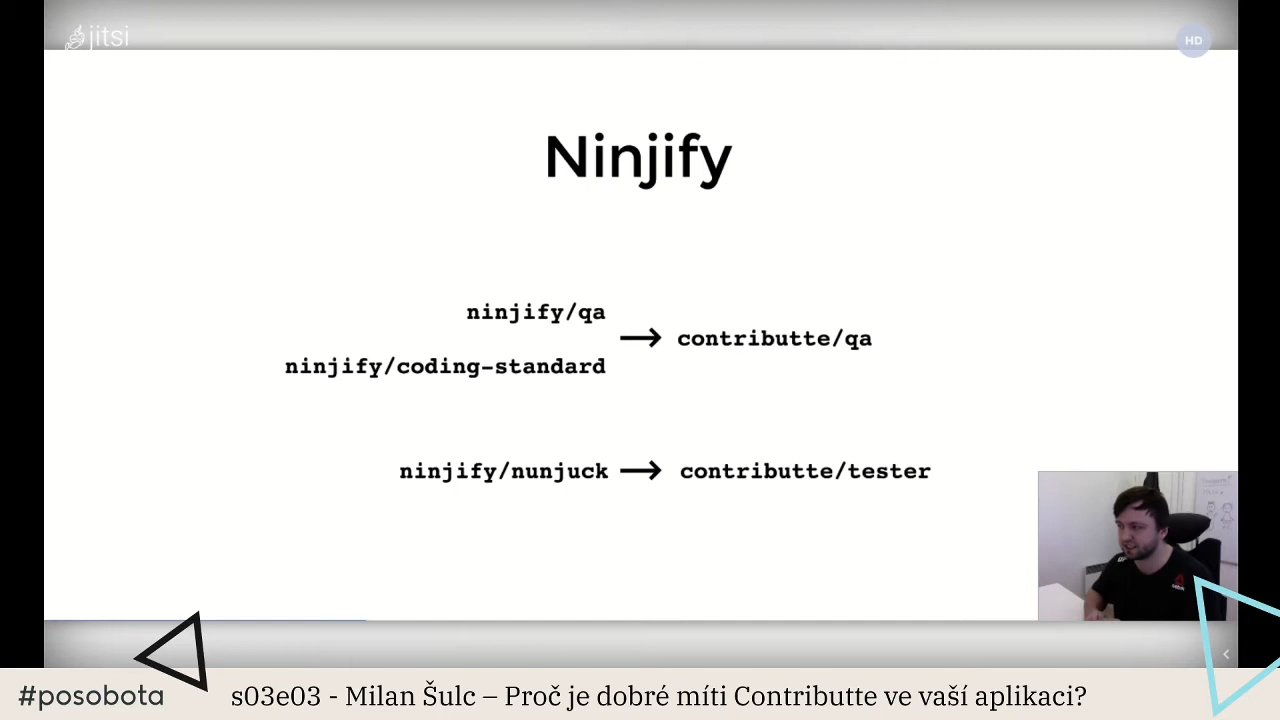 jitsi
HD
Ninjify
ninjify/qa
ninjify/coding-standard
contributte/qa
ninjify/nunjuck
contributte/tester
#posobota
s03e03 - Milan Šulc – Proč je dobré míti Contributte ve vaší aplikaci?